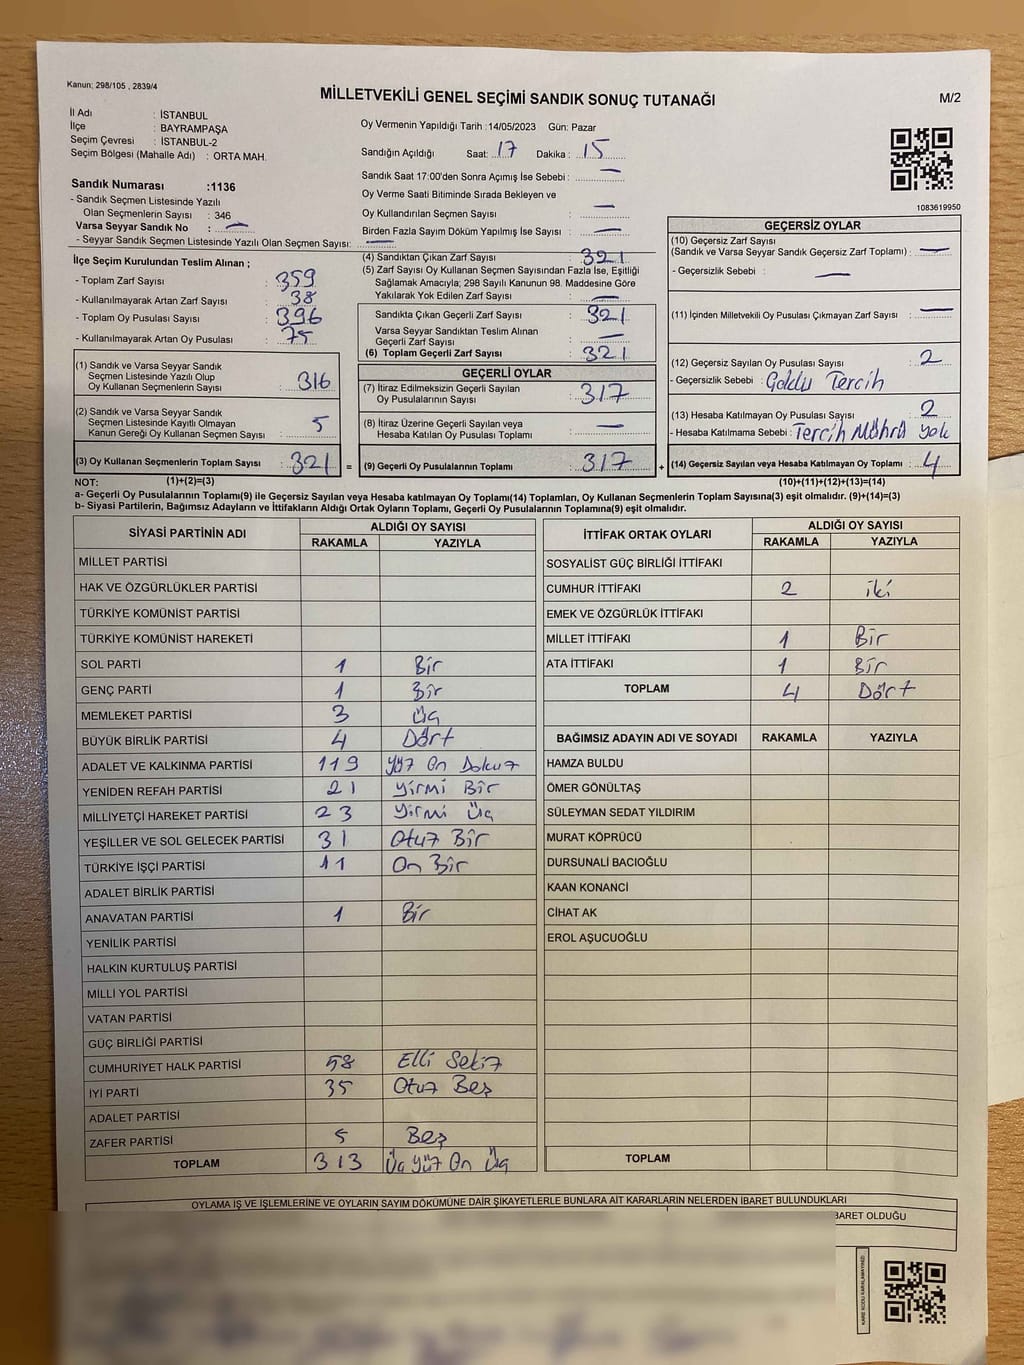 Kanun: 298/105 , 2839/4
MİLLETVEKİLİ GENEL SEÇİMİ SANDIK SONUÇ TUTANAĞI
M/2
İl Adı : İSTANBUL
İlçe : BAYRAMPAŞA
Seçim Çevresi : İSTANBUL-2
Seçim Bölgesi (Mahalle Adı) : ORTA MAH.
Oy Vermenin Yapıldığı Tarih :14/05/2023 Gün: Pazar
Sandığın Açıldığı Saat: 17 Dakika : 15
Sandık Saat 17:00'den Sonra Açılmış İse Sebebi : —
Oy Verme Saati Bitiminde Sırada Bekleyen ve
Oy Kullandırılan Seçmen Sayısı : —
Birden Fazla Sayım Döküm Yapılmış İse Sayısı : —
1083619950
Sandık Numarası :1136
- Sandık Seçmen Listesinde Yazılı
Olan Seçmenlerin Sayısı : 346
Varsa Seyyar Sandık No : —
- Seyyar Sandık Seçmen Listesinde Yazılı Olan Seçmen Sayısı: —
İlçe Seçim Kurulundan Teslim Alınan ;
- Toplam Zarf Sayısı : 359
- Kullanılmayarak Artan Zarf Sayısı : 38
- Toplam Oy Pusulası Sayısı : 396
- Kullanılmayarak Artan Oy Pusulası : 75
(1) Sandık ve Varsa Seyyar Sandık
Seçmen Listesinde Yazılı Olup
Oy Kullanan Seçmenlerin Sayısı : 316
(2) Sandık ve Varsa Seyyar Sandık
Seçmen Listesinde Kayıtlı Olmayan
Kanun Gereği Oy Kullanan Seçmen Sayısı : 5
(3) Oy Kullanan Seçmenlerin Toplam Sayısı : 321
(4) Sandıktan Çıkan Zarf Sayısı : 321
(5) Zarf Sayısı Oy Kullanan Seçmen Sayısından Fazla İse, Eşitliği
Sağlamak Amacıyla; 298 Sayılı Kanunun 98. Maddesine Göre
Yakılarak Yok Edilen Zarf Sayısı : —
Sandıkta Çıkan Geçerli Zarf Sayısı : 321
Varsa Seyyar Sandıktan Teslim Alınan
Geçerli Zarf Sayısı : —
(6) Toplam Geçerli Zarf Sayısı : 321
GEÇERLİ OYLAR
(7) İtiraz Edilmeksizin Geçerli Sayılan
Oy Pusulalarının Sayısı : 317
(8) İtiraz Üzerine Geçerli Sayılan veya
Hesaba Katılan Oy Pusulası Toplamı : —
= (9) Geçerli Oy Pusulalarının Toplamı : 317
GEÇERSİZ OYLAR
(10) Geçersiz Zarf Sayısı
(Sandık ve Varsa Seyyar Sandık Geçersiz Zarf Toplamı) : —
- Geçersizlik Sebebi : —
(11) İçinden Milletvekili Oy Pusulası Çıkmayan Zarf Sayısı : —
(12) Geçersiz Sayılan Oy Pusulası Sayısı : 2
- Geçersizlik Sebebi : Tercih
(13) Hesaba Katılmayan Oy Pusulası Sayısı : 2
- Hesaba Katılmama Sebebi : Tercih Mührü Yok
+ (14) Geçersiz Sayılan veya Hesaba Katılmayan Oy Toplamı : 4
NOT: (1)+(2)=(3) (10)+(11)+(12)+(13)=(14)
a- Geçerli Oy Pusulalarının Toplamı(9) ile Geçersiz Sayılan veya Hesaba katılmayan Oy Toplamı(14) Toplamları, Oy Kullanan Seçmenlerin Toplam Sayısına(3) eşit olmalıdır. (9)+(14)=(3)
b- Siyasi Partilerin, Bağımsız Adayların ve İttifakların Aldığı Ortak Oyların Toplamı, Geçerli Oy Pusulalarının Toplamına(9) eşit olmalıdır.
SİYASİ PARTİNİN ADI ALDIĞI OY SAYISI
RAKAMLA YAZIYLA
MİLLET PARTİSİ
HAK VE ÖZGÜRLÜKLER PARTİSİ
TÜRKİYE KOMÜNİST PARTİSİ
TÜRKİYE KOMÜNİST HAREKETİ
SOL PARTİ 1 Bir
GENÇ PARTİ 1 Bir
MEMLEKET PARTİSİ 3 Üç
BÜYÜK BİRLİK PARTİSİ 4 Dört
ADALET VE KALKINMA PARTİSİ 119 Yüz On Dokuz
YENİDEN REFAH PARTİSİ 21 Yirmi Bir
MİLLİYETÇİ HAREKET PARTİSİ 23 Yirmi Üç
YEŞİLLER VE SOL GELECEK PARTİSİ 31 Otuz Bir
TÜRKİYE İŞÇİ PARTİSİ 11 On Bir
ADALET BİRLİK PARTİSİ
ANAVATAN PARTİSİ 1 Bir
YENİLİK PARTİSİ
HALKIN KURTULUŞ PARTİSİ
MİLLİ YOL PARTİSİ
VATAN PARTİSİ
GÜÇ BİRLİĞİ PARTİSİ
CUMHURİYET HALK PARTİSİ 58 Elli Sekiz
İYİ PARTİ 35 Otuz Beş
ADALET PARTİSİ
ZAFER PARTİSİ 5 Beş
TOPLAM 313 Üç Yüz On Üç
İTTİFAK ORTAK OYLARI ALDIĞI OY SAYISI
RAKAMLA YAZIYLA
SOSYALİST GÜÇ BİRLİĞİ İTTİFAKI
CUMHUR İTTİFAKI 2 iki
EMEK VE ÖZGÜRLÜK İTTİFAKI
MİLLET İTTİFAKI 1 Bir
ATA İTTİFAKI 1 Bir
TOPLAM 4 Dört
BAĞIMSIZ ADAYIN ADI VE SOYADI RAKAMLA YAZIYLA
HAMZA BULDU
ÖMER GÖNÜLTAŞ
SÜLEYMAN SEDAT YILDIRIM
MURAT KÖPRÜCÜ
DURSUNALİ BACIOĞLU
KAAN KONANCİ
CİHAT AK
EROL AŞUCUOĞLU
TOPLAM
OYLAMA İŞ VE İŞLEMLERİNE VE OYLARIN SAYIM DÖKÜMÜNE DAİR ŞİKAYETLERLE BUNLARA AİT KARARLARIN NELERDEN İBARET BULUNDUKLARI
BARET OLDUĞU